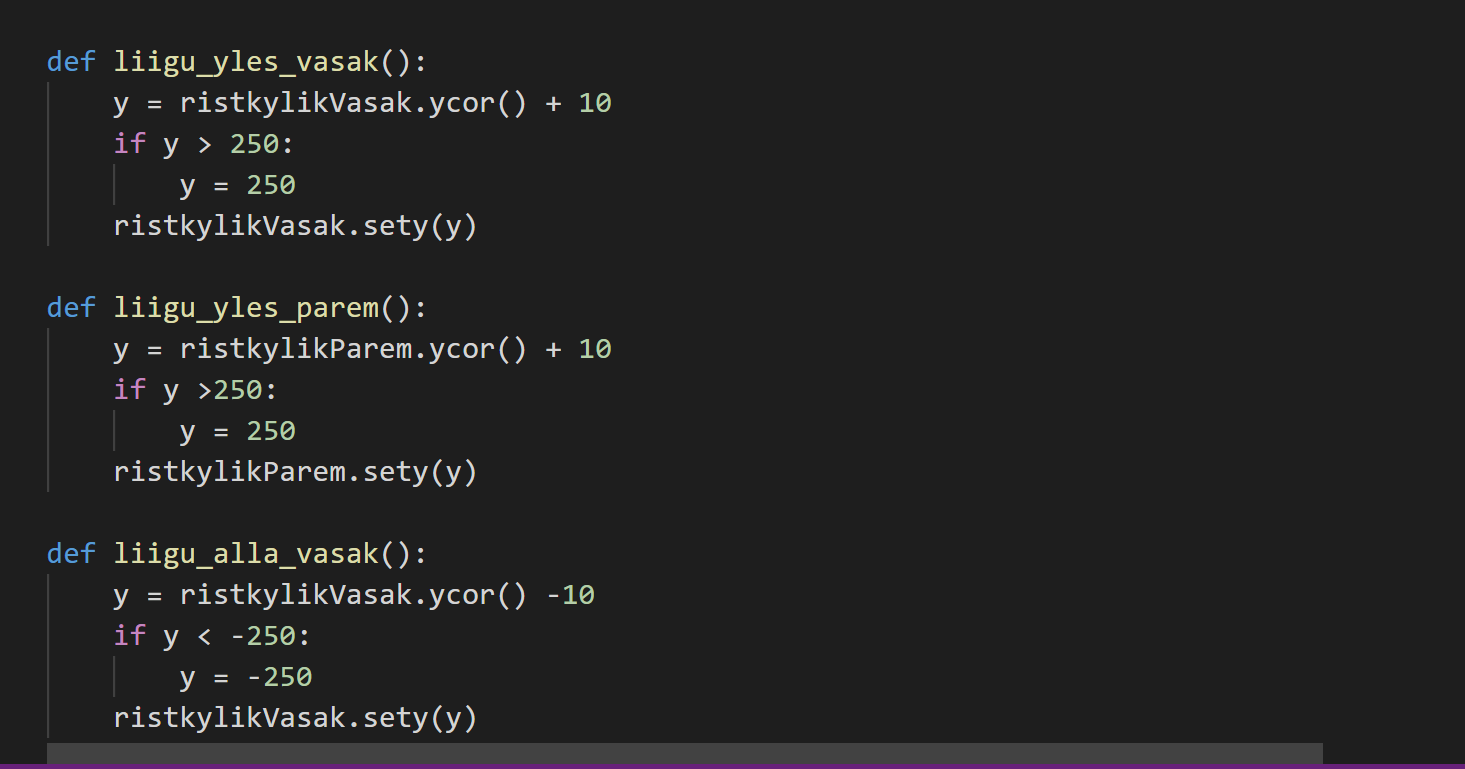 def liigu_yles_vasak():
    y = ristkylikVasak.ycor() + 10
    if y > 250:
        y = 250
    ristkylikVasak.sety(y)

def liigu_yles_parem():
    y = ristkylikParem.ycor() + 10
    if y >250:
        y = 250
    ristkylikParem.sety(y)

def liigu_alla_vasak():
    y = ristkylikVasak.ycor() -10
    if y < -250:
        y = -250
    ristkylikVasak.sety(y)